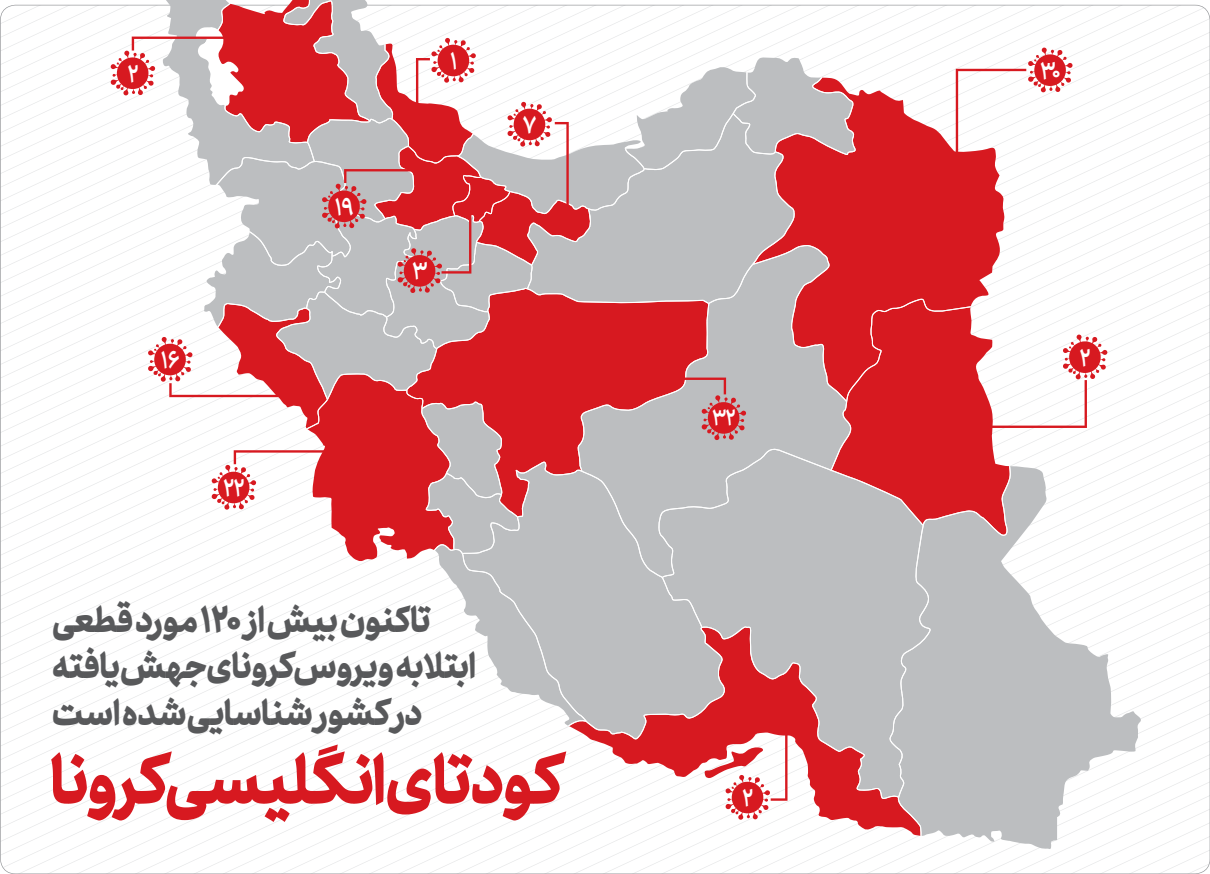 ۲
۱
۳۰
۷
۱۹
۳
۱۶
۲
۳۲
۲۲
تاکنون بیش از ۱۲۰ مورد قطعی
ابتلا به ویروس کرونای جهش یافته
در کشور شناسایی شده است
کودتای انگلیسی کرونا
۲